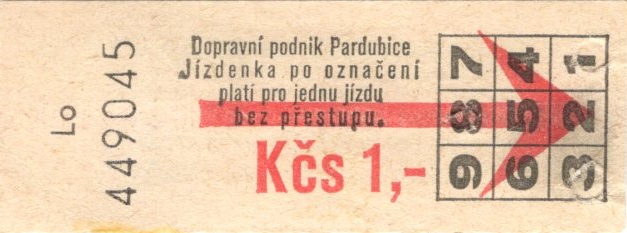 Lo
449045
Dopravní podnik Pardubice
Jízdenka po označení
platí pro jednu jízdu
bez přestupu.
Kčs 1,-
7 4 1
8 5 2
9 6 3